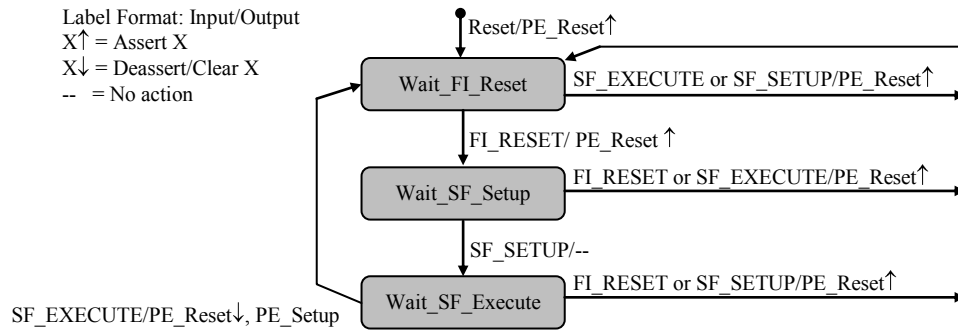 Label Format: Input/Output
X↑ = Assert X
X↓ = Deassert/Clear X
-- = No action
Reset/PE_Reset↑
Wait_FI_Reset
SF_EXECUTE or SF_SETUP/PE_Reset↑
FI_RESET/ PE_Reset ↑
Wait_SF_Setup
FI_RESET or SF_EXECUTE/PE_Reset↑
SF_SETUP/--
Wait_SF_Execute
FI_RESET or SF_SETUP/PE_Reset↑
SF_EXECUTE/PE_Reset↓, PE_Setup